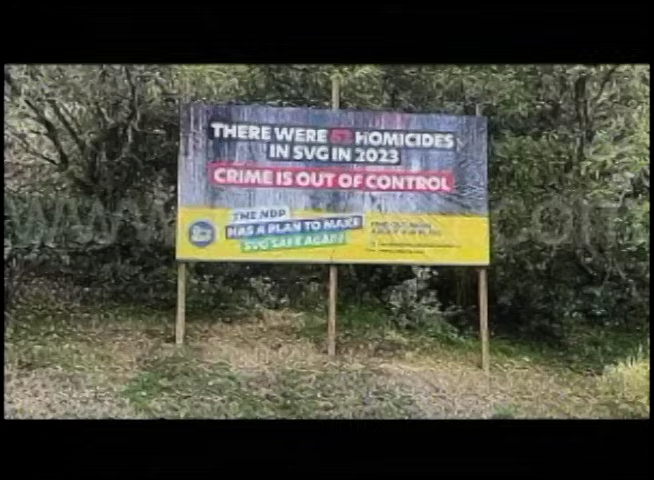 THERE WERE HOMICIDES
IN SVG IN 2023
CRIME IS OUT OF CONTROL
THE NDP
HAS A PLAN TO MAKE
SVG SAFE AGAIN